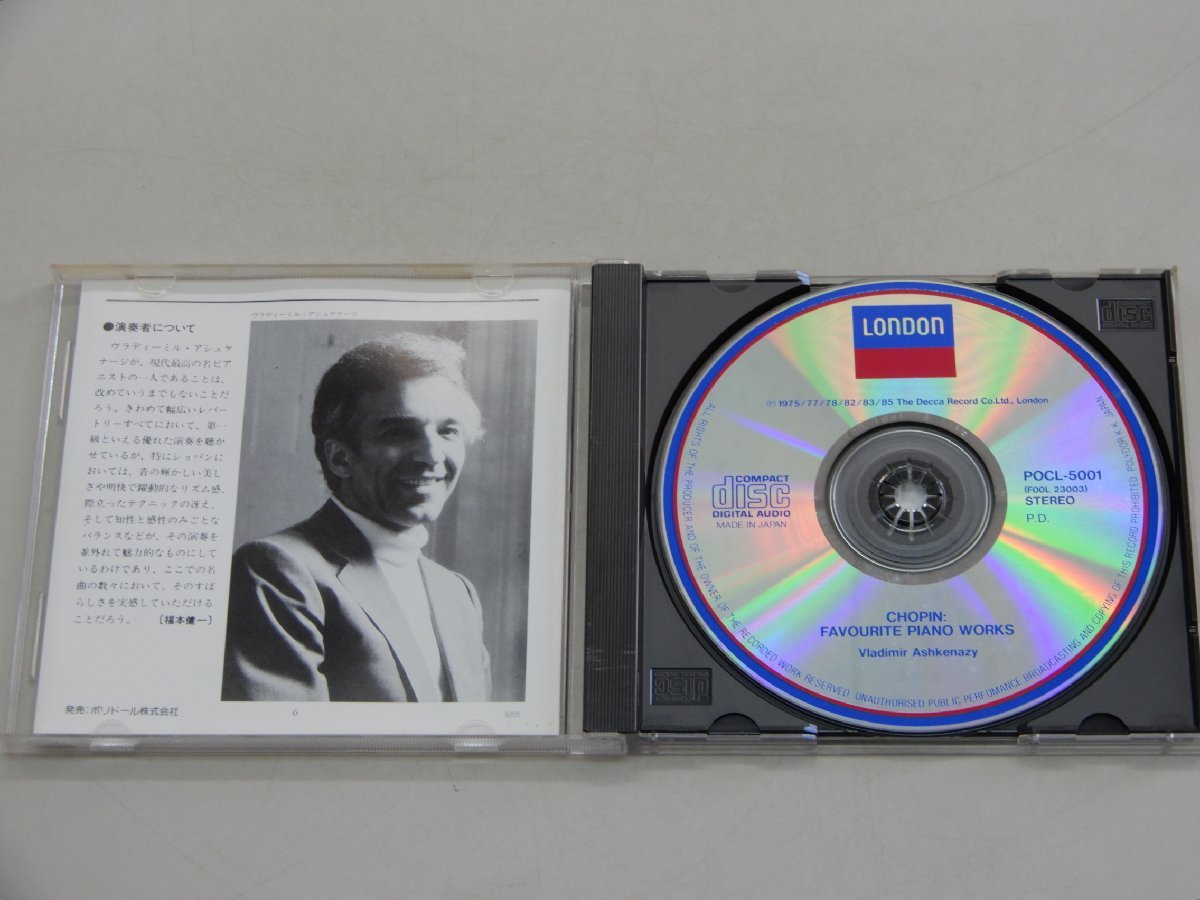 ●演奏者について
ヴラディーミル・アシュケ
ナージが、現代最高の名ピア
ニストの一人であることは、
改めていうまでもないことだ
ろう。きわめて幅広いレパー
トリーすべてにおいて、第一
級といえる優れた演奏を聴か
せているが、特にショパンに
おいては、音の輝かしい美し
さや明快で躍動的なリズム感、
際立ったテクニックの冴え、
そして知性と感性のみごとな
バランスなどが、その演奏を
並外れて魅力的なものにして
いるわけであり、ここでの名
曲の数々において、そのすば
らしさを実感していただける
ことだろう。 〔福本健一〕
ヴラディーミル・アシュケナージ
発売:ポリドール株式会社
6
LONDON
℗ 1975/77/78/82/83/85 The Decca Record Co.Ltd., London
COMPACT
disc
DIGITAL AUDIO
MADE IN JAPAN
POCL-5001
(F00L 23003)
STEREO
P.D.
CHOPIN:
FAVOURITE PIANO WORKS
Vladimir Ashkenazy
ALL RIGHTS OF THE PRODUCER AND OF THE OWNER OF THE RECORDED WORK RESERVED. UNAUTHORISED PUBLIC PERFOMANCE, BROADCASTING AND COPYING OF THIS RECORD PROHIBITED. POLYDOR K.K. JAPAN
COMPACT
disc
DIGITAL AUDIO
COMPACT
disc
DIGITAL AUDIO